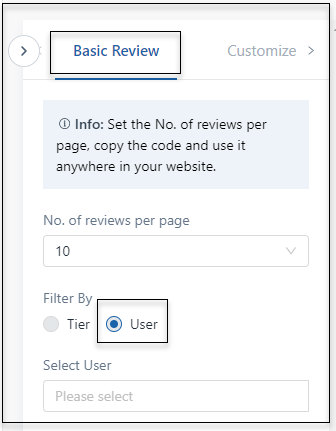 Basic Review
Customize
Info: Set the No. of reviews per
page, copy the code and use it
anywhere in your website.
No. of reviews per page
10
Filter By
Tier
User
Select User
Please select